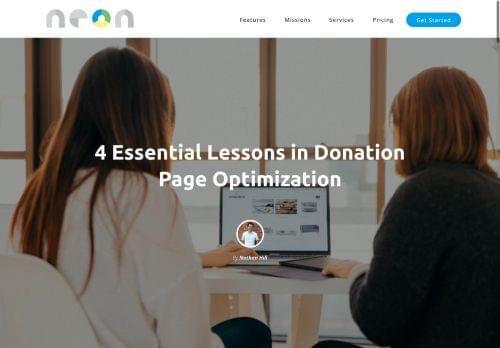 neon
Features
Missions
Services
Pricing
Get Started
4 Essential Lessons in Donation
Page Optimization
By Nathan Hill